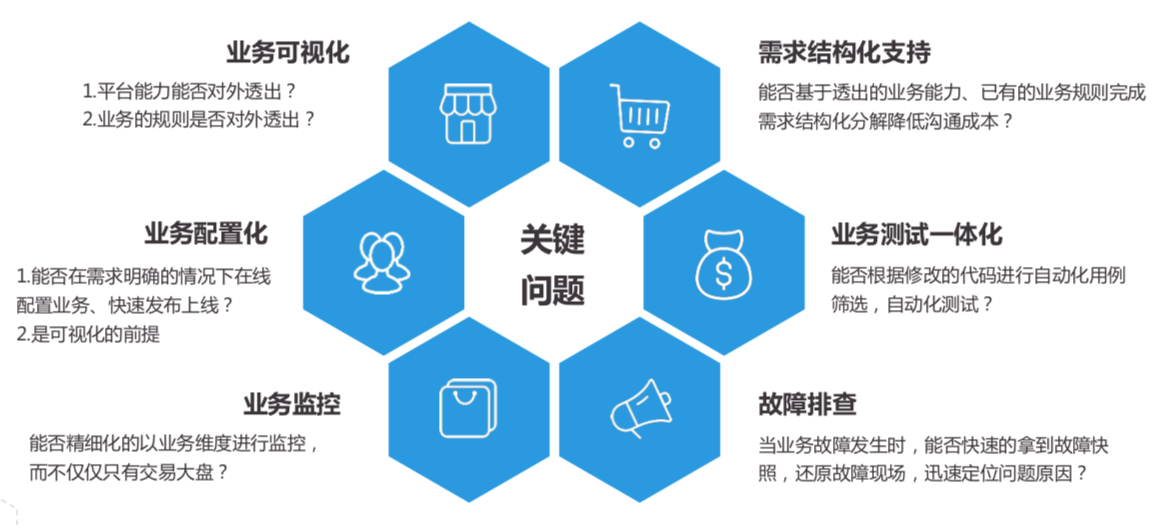 业务可视化
1.平台能力能否对外透出？
2.业务的规则是否对外透出？
需求结构化支持
能否基于透出的业务能力、已有的业务规则完成
需求结构化分解降低沟通成本？
业务配置化
1.能否在需求明确的情况下在线
配置业务、快速发布上线？
2.是可视化的前提
关键
问题
业务测试一体化
能否根据修改的代码进行自动化用例
筛选，自动化测试？
业务监控
能否精细化的以业务维度进行监控，
而不仅仅只有交易大盘？
故障排查
当业务故障发生时，能否快速的拿到故障快
照，还原故障现场，迅速定位问题原因？
$